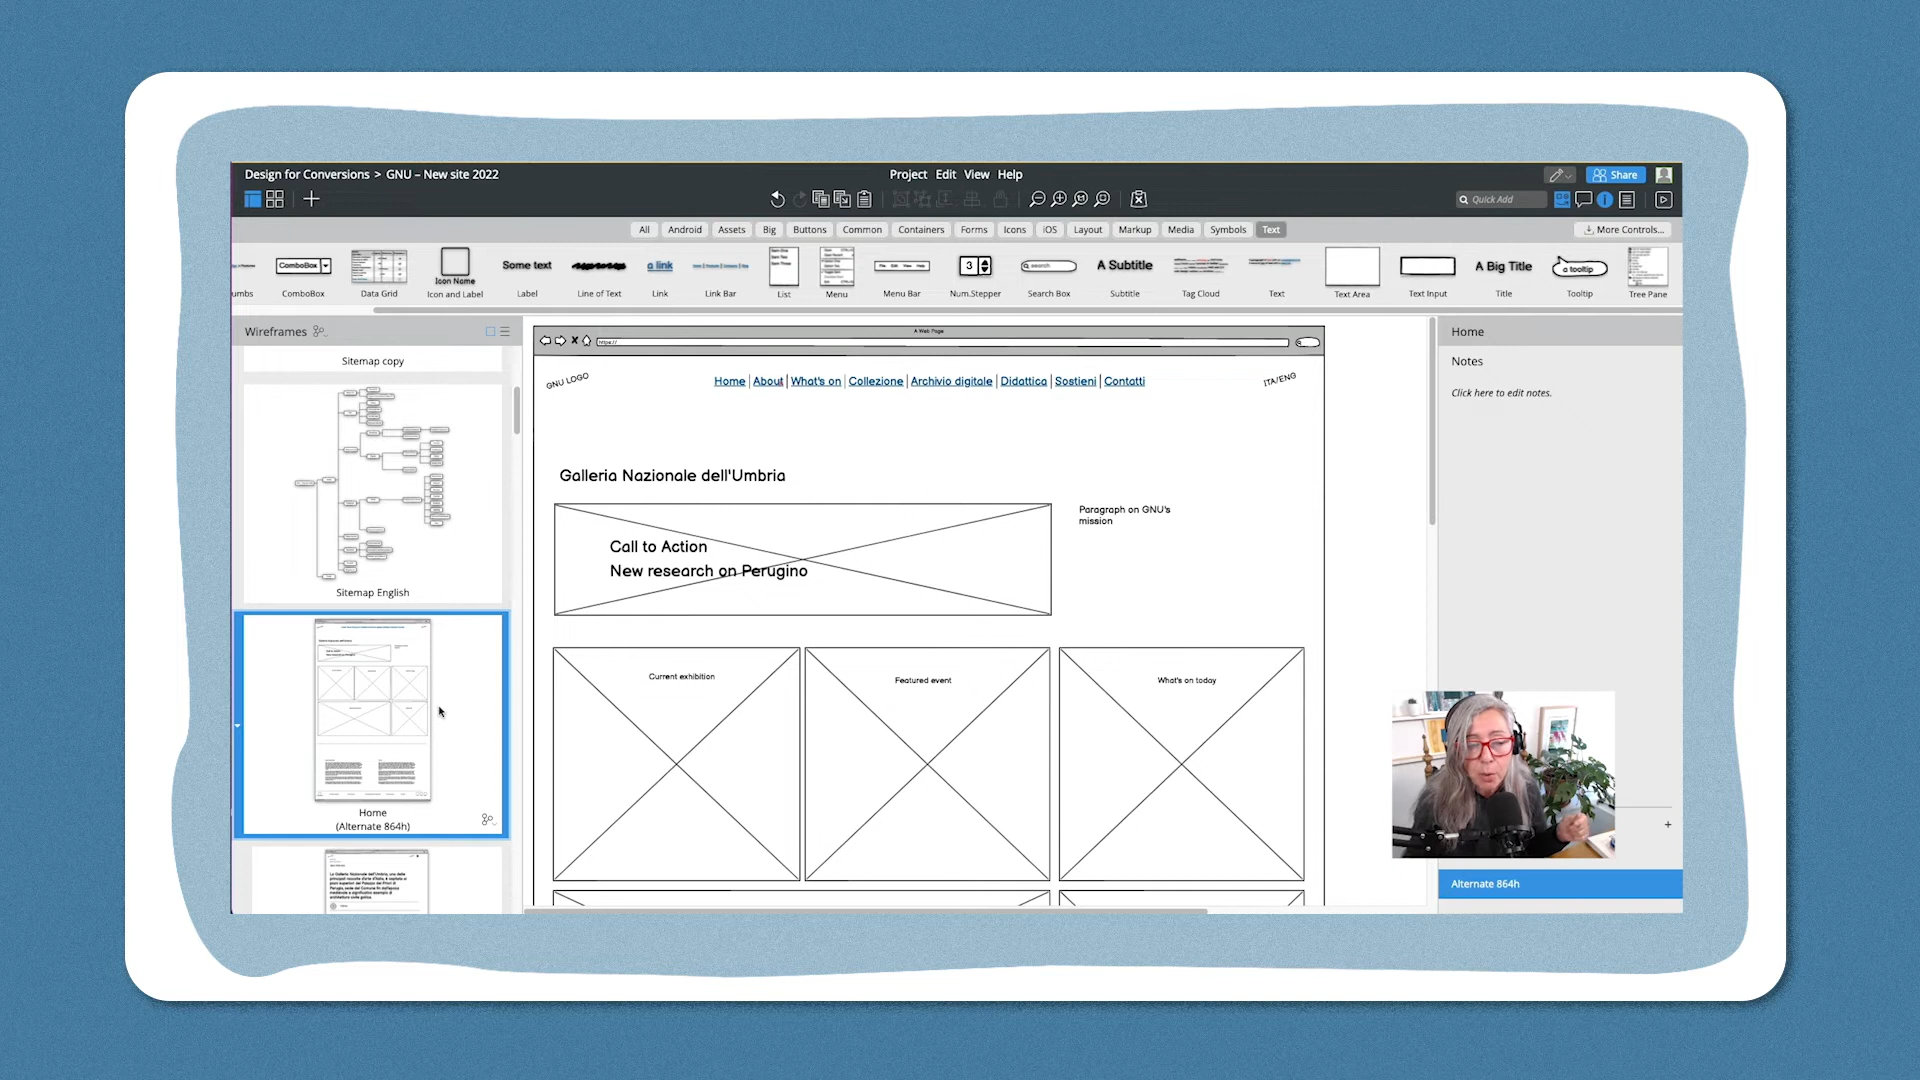 Design for Conversions > GNU – New site 2022
Project Edit View Help
Share
Quick Add
All Android Assets Big Buttons Common Containers Forms Icons iOS Layout Markup Media Symbols Text
More Controls...
ComboBox
Some text
a link
3
search
A Subtitle
A Big Title
a tooltip
umbs ComboBox Data Grid Icon Name Icon and Label Label Line of Text Link Link Bar List Menu Menu Bar Num.Stepper Search Box Subtitle Tag Cloud Text Text Area Text Input Title Tooltip Tree Pane
Wireframes
Sitemap copy
Sitemap English
Home
(Alternate 864h)
A Web Page
https://
GNU LOGO
Home | About | What's on | Collezione | Archivio digitale | Didattica | Sostieni | Contatti
ITA/ENG
Galleria Nazionale dell'Umbria
Call to Action
New research on Perugino
Paragraph on GNU's
mission
Current exhibition
Featured event
What's on today
Home
Notes
Click here to edit notes.
Alternate 864h